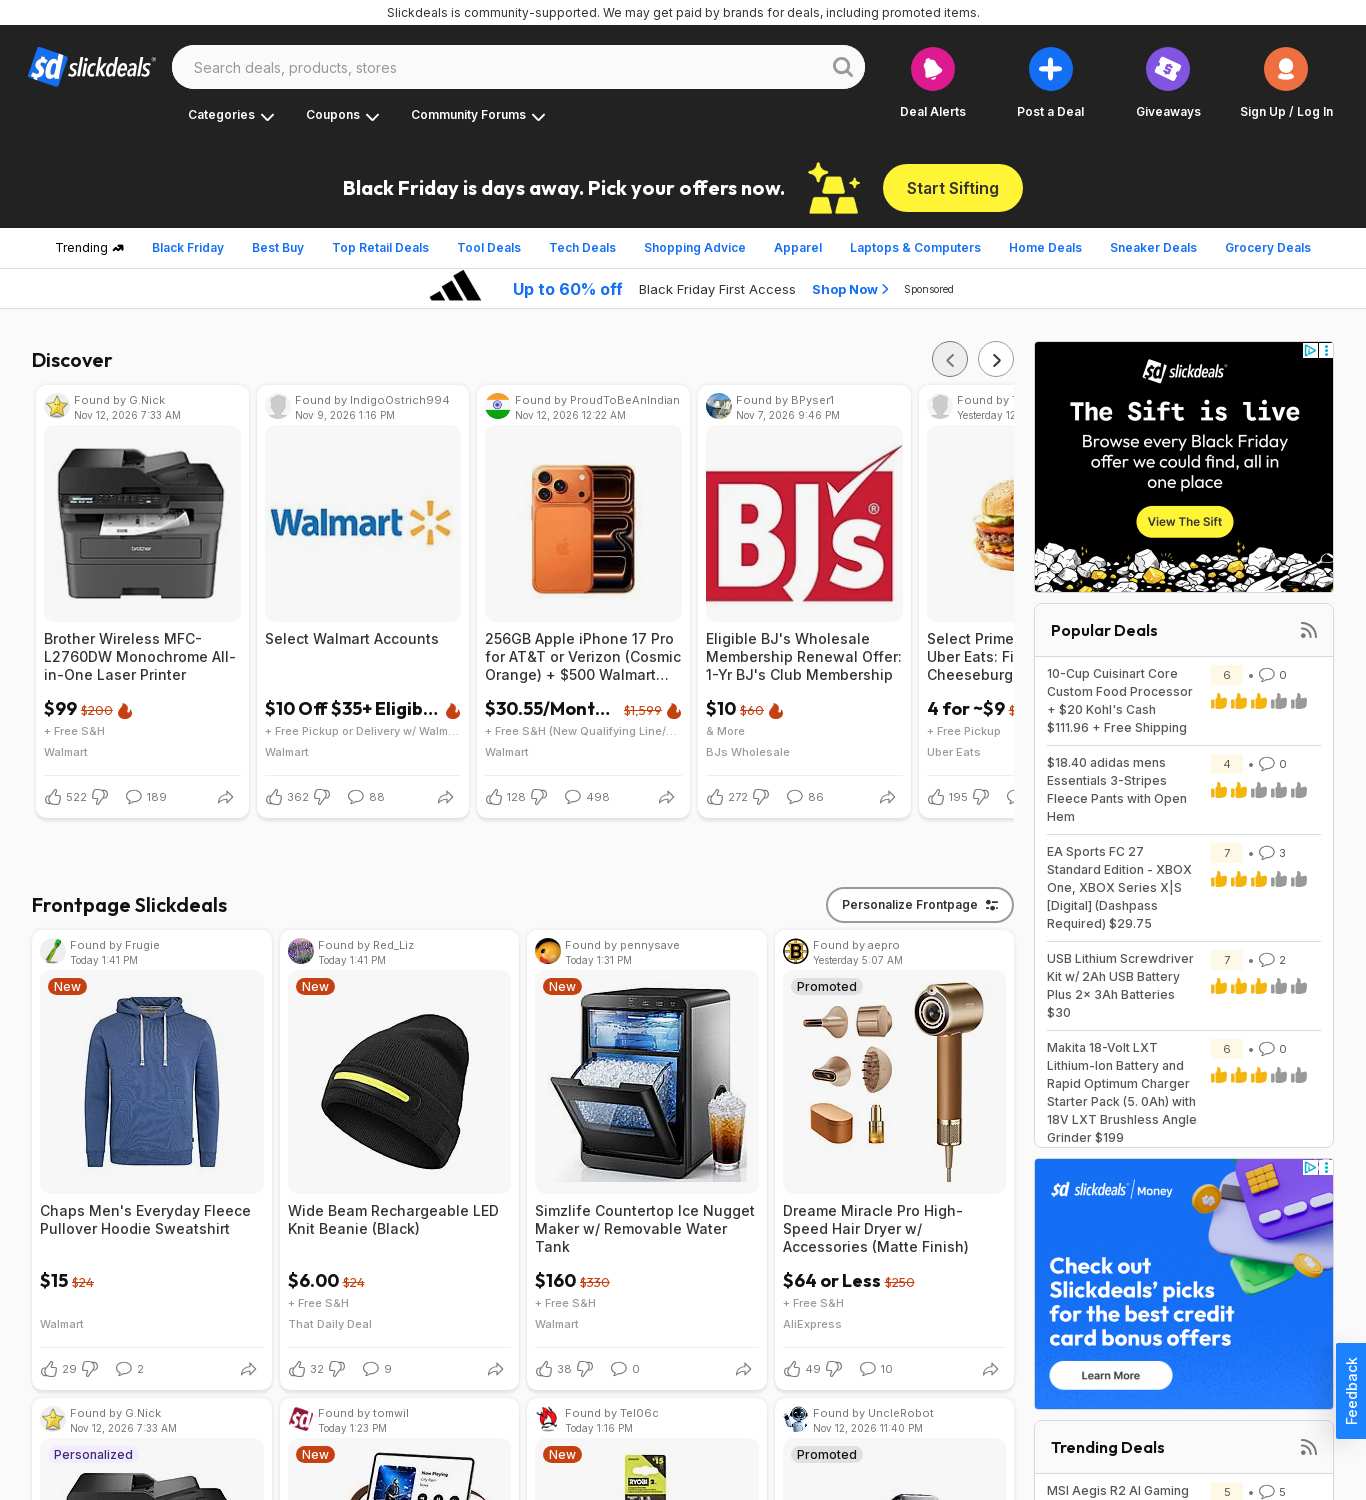 Slickdeals is community-supported. We may get paid by brands for deals, including promoted items.
sd slickdeals
Search deals, products, stores
Categories
Coupons
Community Forums
Deal Alerts
Post a Deal
Giveaways
Sign Up / Log In
Black Friday is days away. Pick your offers now.
Start Sifting
Trending
Black Friday
Best Buy
Top Retail Deals
Tool Deals
Tech Deals
Shopping Advice
Apparel
Laptops & Computers
Home Deals
Sneaker Deals
Grocery Deals
Up to 60% off
Black Friday First Access
Shop Now
Sponsored
Discover
Found by G.Nick
Nov 12, 2026 7:33 AM
brother
Brother Wireless MFC-
L2760DW Monochrome All-
in-One Laser Printer
$99 $200
+ Free S&H
Walmart
522
189
Found by IndigoOstrich994
Nov 9, 2026 1:16 PM
Walmart
Select Walmart Accounts
$10 Off $35+ Eligib...
+ Free Pickup or Delivery w/ Walm...
Walmart
362
88
Found by ProudToBeAnIndian
Nov 12, 2026 12:22 AM
256GB Apple iPhone 17 Pro
for AT&T or Verizon (Cosmic
Orange) + $500 Walmart...
$30.55/Mont... $1,599
+ Free S&H (New Qualifying Line/...
Walmart
128
498
Found by BPyser1
Nov 7, 2026 9:46 PM
BJ's®
Eligible BJ's Wholesale
Membership Renewal Offer:
1-Yr BJ's Club Membership
$10 $60
& More
BJs Wholesale
272
86
Found by
Yesterday 12
Select Prime
Uber Eats: Fi
Cheeseburg
4 for ~$9
+ Free Pickup
Uber Eats
195
sd slickdeals
The Sift is live
Browse every Black Friday
offer we could find, all in
one place
View The Sift
Popular Deals
10-Cup Cuisinart Core
Custom Food Processor
+ $20 Kohl's Cash
$111.96 + Free Shipping
6 • 0
$18.40 adidas mens
Essentials 3-Stripes
Fleece Pants with Open
Hem
4 • 0
EA Sports FC 27
Standard Edition - XBOX
One, XBOX Series X|S
[Digital] (Dashpass
Required) $29.75
7 • 3
USB Lithium Screwdriver
Kit w/ 2Ah USB Battery
Plus 2x 3Ah Batteries
$30
7 • 2
Makita 18-Volt LXT
Lithium-Ion Battery and
Rapid Optimum Charger
Starter Pack (5. 0Ah) with
18V LXT Brushless Angle
Grinder $199
6 • 0
Frontpage Slickdeals
Personalize Frontpage
Found by Frugie
Today 1:41 PM
New
Chaps Men's Everyday Fleece
Pullover Hoodie Sweatshirt
$15 $24
Walmart
29
2
Found by Red_Liz
Today 1:41 PM
New
Wide Beam Rechargeable LED
Knit Beanie (Black)
$6.00 $24
+ Free S&H
That Daily Deal
32
9
Found by pennysave
Today 1:31 PM
New
Simzlife Countertop Ice Nugget
Maker w/ Removable Water
Tank
$160 $330
+ Free S&H
Walmart
38
0
Found by aepro
Yesterday 5:07 AM
Promoted
Dreame Miracle Pro High-
Speed Hair Dryer w/
Accessories (Matte Finish)
$64 or Less $250
+ Free S&H
AliExpress
49
10
sd slickdeals | Money
Check out
Slickdeals' picks
for the best credit
card bonus offers
Learn More
Feedback
Found by G.Nick
Nov 12, 2026 7:33 AM
Personalized
Found by tomwil
Today 1:23 PM
New
Now Playing
Found by Tel06c
Today 1:16 PM
New
RYOBI
$15
Found by UncleRobot
Nov 12, 2026 11:40 PM
Promoted
Trending Deals
MSI Aegis R2 AI Gaming
5 • 5